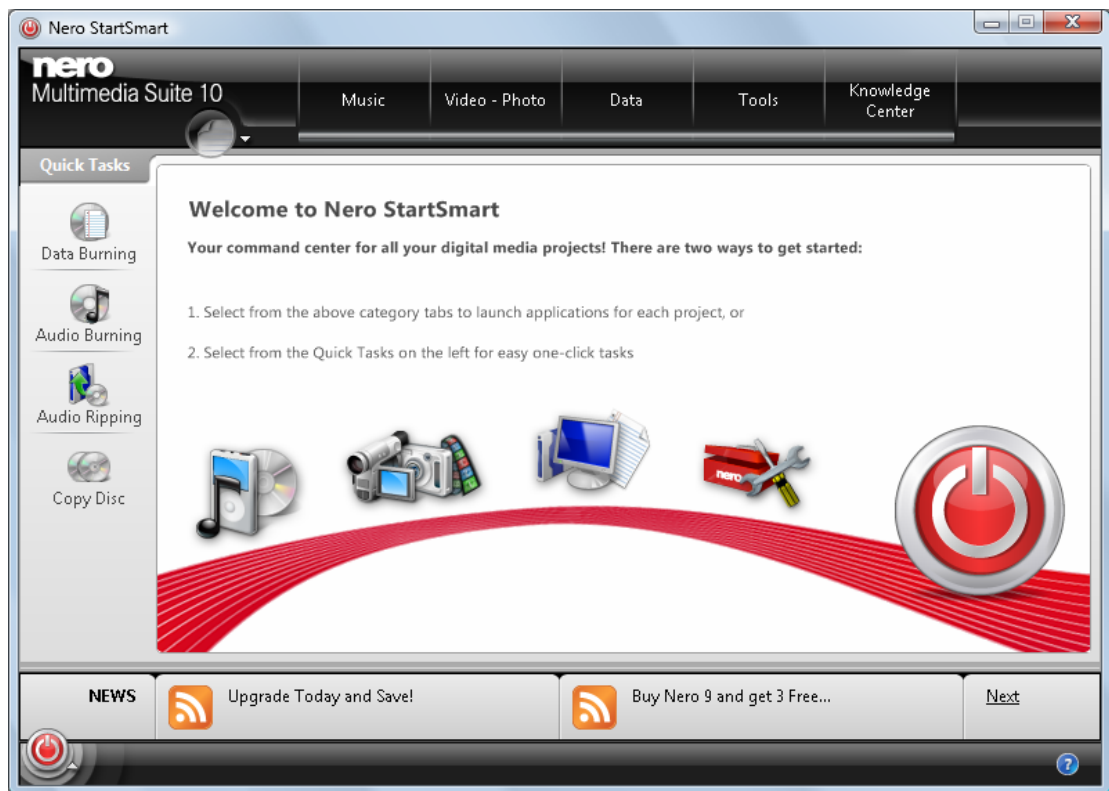 Nero StartSmart
nero
Multimedia Suite 10
Music
Video - Photo
Data
Tools
Knowledge
Center
Quick Tasks
Data Burning
Audio Burning
Audio Ripping
Copy Disc
Welcome to Nero StartSmart
Your command center for all your digital media projects! There are two ways to get started:
1. Select from the above category tabs to launch applications for each project, or
2. Select from the Quick Tasks on the left for easy one-click tasks
nero
NEWS
Upgrade Today and Save!
Buy Nero 9 and get 3 Free...
Next
?